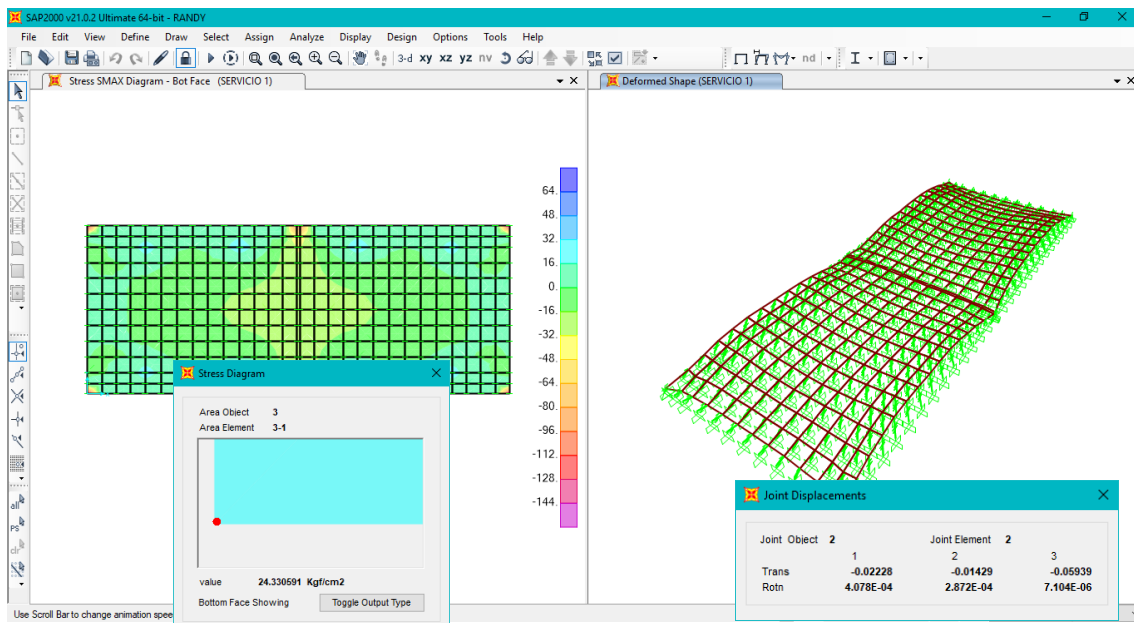 SAP2000 v21.0.2 Ultimate 64-bit - RANDY
File Edit View Define Draw Select Assign Analyze Display Design Options Tools Help
3-d xy xz yz nv nd
Stress SMAX Diagram - Bot Face (SERVICIO 1)
Deformed Shape (SERVICIO 1)
64.
48.
32.
16.
0.
-16.
-32.
-48.
-64.
-80.
-96.
-112.
-128.
-144.
all
PS
clr
Stress Diagram
Area Object 3
Area Element 3-1
value 24.330591 Kgf/cm2
Bottom Face Showing Toggle Output Type
Joint Displacements
Joint Object 2 Joint Element 2
1 2 3
Trans -0.02228 -0.01429 -0.05939
Rotn 4.078E-04 2.872E-04 7.104E-06
Use Scroll Bar to change animation spee